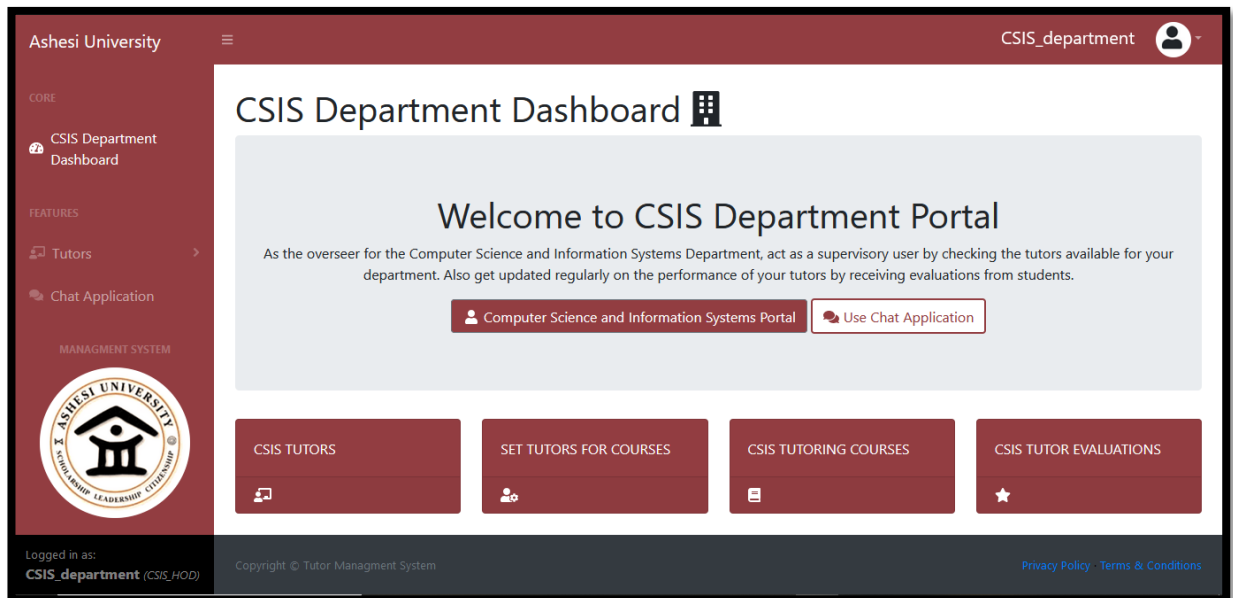 Ashesi University
CSIS_department
CORE
CSIS Department
Dashboard
FEATURES
Tutors
Chat Application
MANAGMENT SYSTEM
ASHESI UNIVERSITY
SCHOLARSHIP LEADERSHIP CITIZENSHIP
Logged in as:
CSIS_department (CSIS_HOD)
CSIS Department Dashboard
Welcome to CSIS Department Portal
As the overseer for the Computer Science and Information Systems Department, act as a supervisory user by checking the tutors available for your
department. Also get updated regularly on the performance of your tutors by receiving evaluations from students.
Computer Science and Information Systems Portal
Use Chat Application
CSIS TUTORS
SET TUTORS FOR COURSES
CSIS TUTORING COURSES
CSIS TUTOR EVALUATIONS
Copyright © Tutor Managment System
Privacy Policy · Terms & Conditions